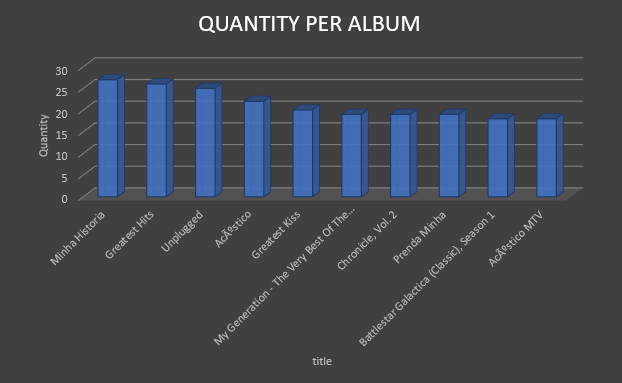 QUANTITY PER ALBUM
30
25
20
15
10
5
0
Quantity
Minha Historia
Greatest Hits
Unplugged
AcÃºstico
Greatest Kiss
My Generation - The Very Best Of The...
Chronicle, Vol. 2
Prenda Minha
Battlestar Galactica (Classic), Season 1
AcÃºstico MTV
title